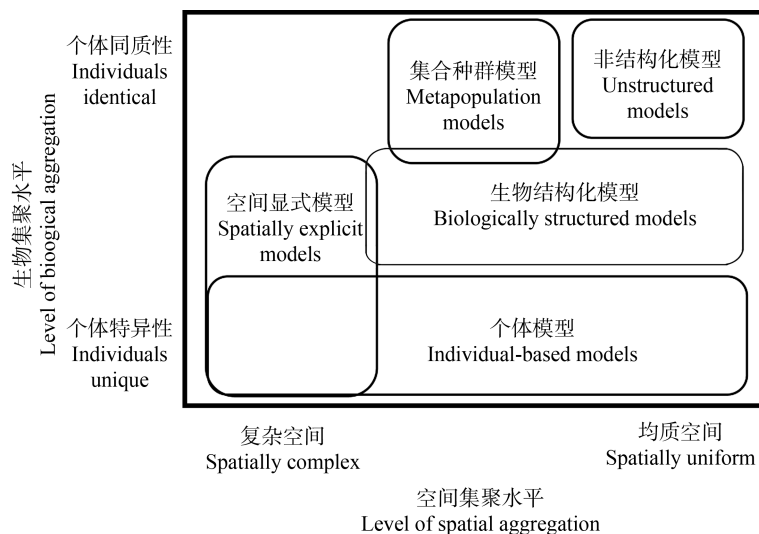 个体同质性
Individuals
identical
集合种群模型
Metapopulation
models
非结构化模型
Unstructured
models
生物集聚水平
Level of bioogical aggregation
空间显式模型
Spatially explicit
models
生物结构化模型
Biologically structured models
个体特异性
Individuals
unique
个体模型
Individual-based models
复杂空间
Spatially complex
均质空间
Spatially uniform
空间集聚水平
Level of spatial aggregation